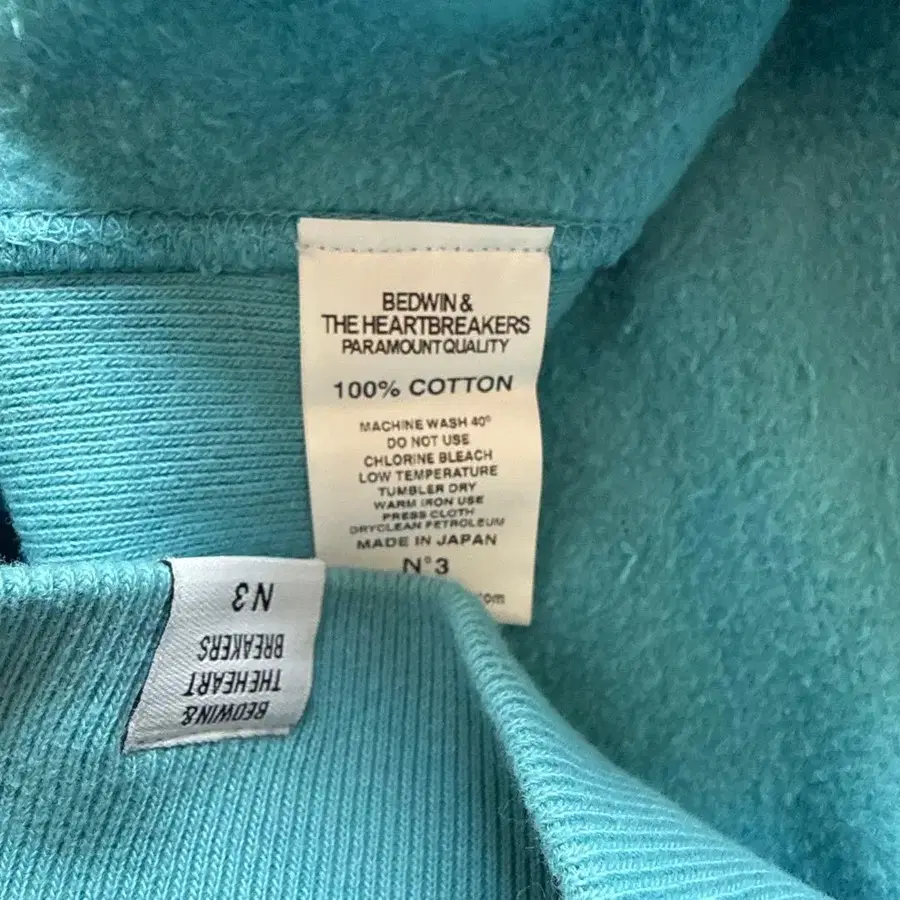 BEDWIN &
THE HEARTBREAKERS
PARAMOUNT QUALITY
100% COTTON
MACHINE WASH 40°
DO NOT USE
CHLORINE BLEACH
LOW TEMPERATURE
TUMBLER DRY
WARM IRON USE
PRESS CLOTH
DRYCLEAN PETROLEUM
MADE IN JAPAN
N°3
com
BEDWIN&
THEHEART
BREAKERS
N3